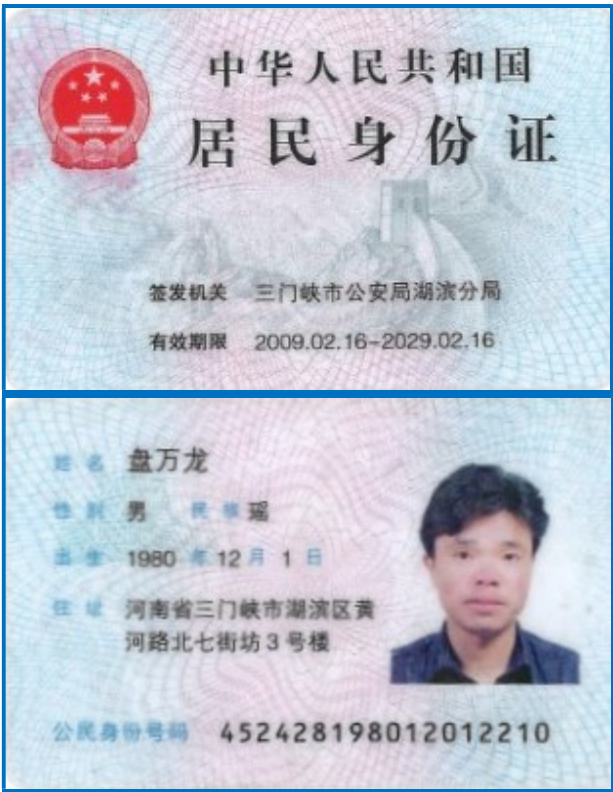 中华人民共和国
居民身份证
签发机关 三门峡市公安局湖滨分局
有效期限 2009.02.16-2029.02.16
姓名 盘万龙
性别 男 民族 瑶
出生 1980 年 12 月 1 日
住址 河南省三门峡市湖滨区黄
河路北七街坊3号楼
公民身份号码 452428198012012210